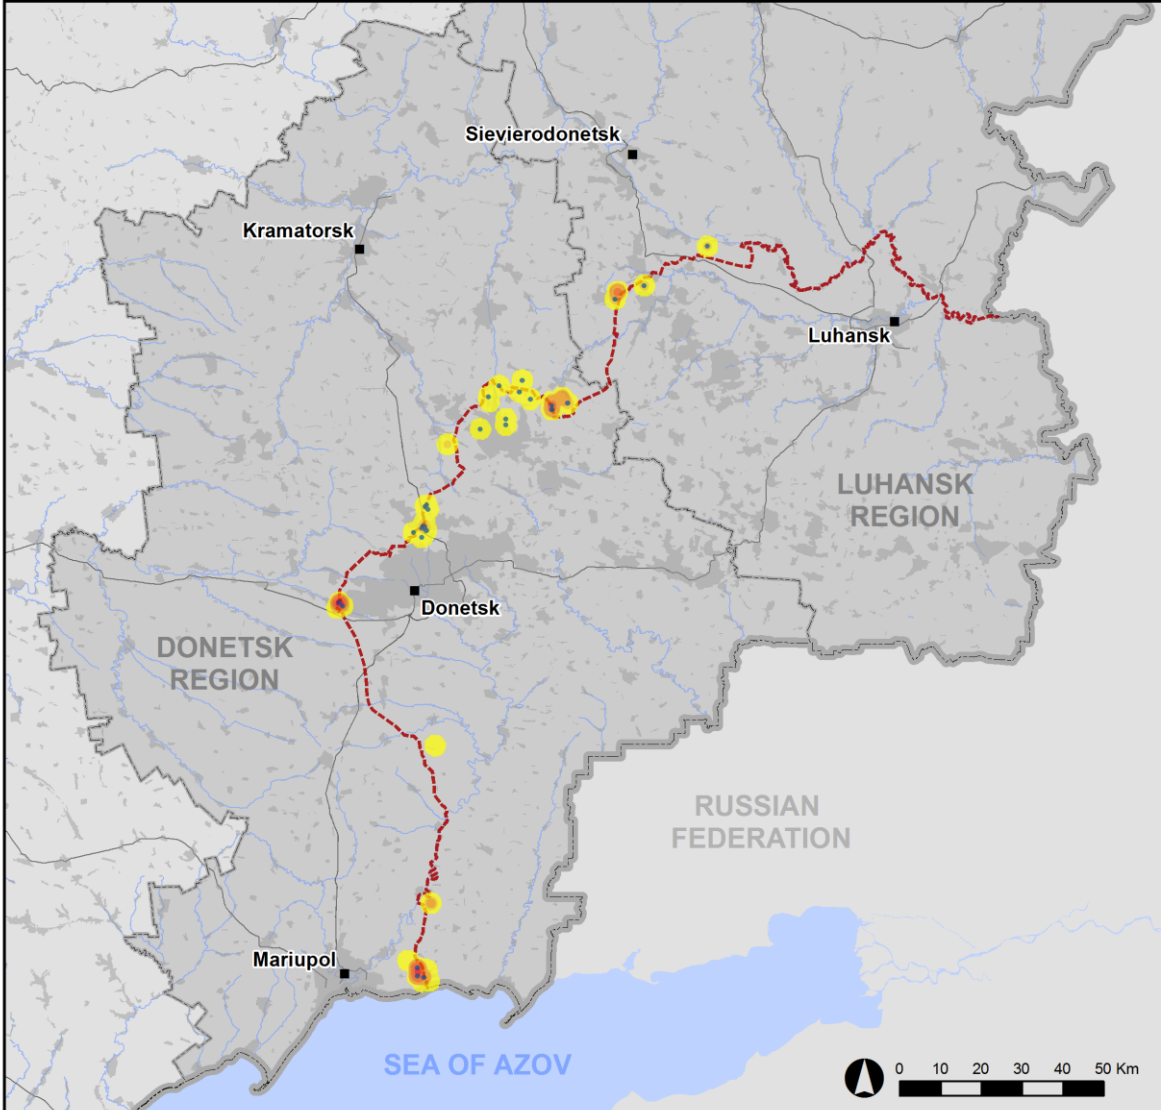 Sievierodonetsk
Kramatorsk
Luhansk
LUHANSK
REGION
Donetsk
DONETSK
REGION
RUSSIAN
FEDERATION
Mariupol
SEA OF AZOV
0 10 20 30 40 50 Km